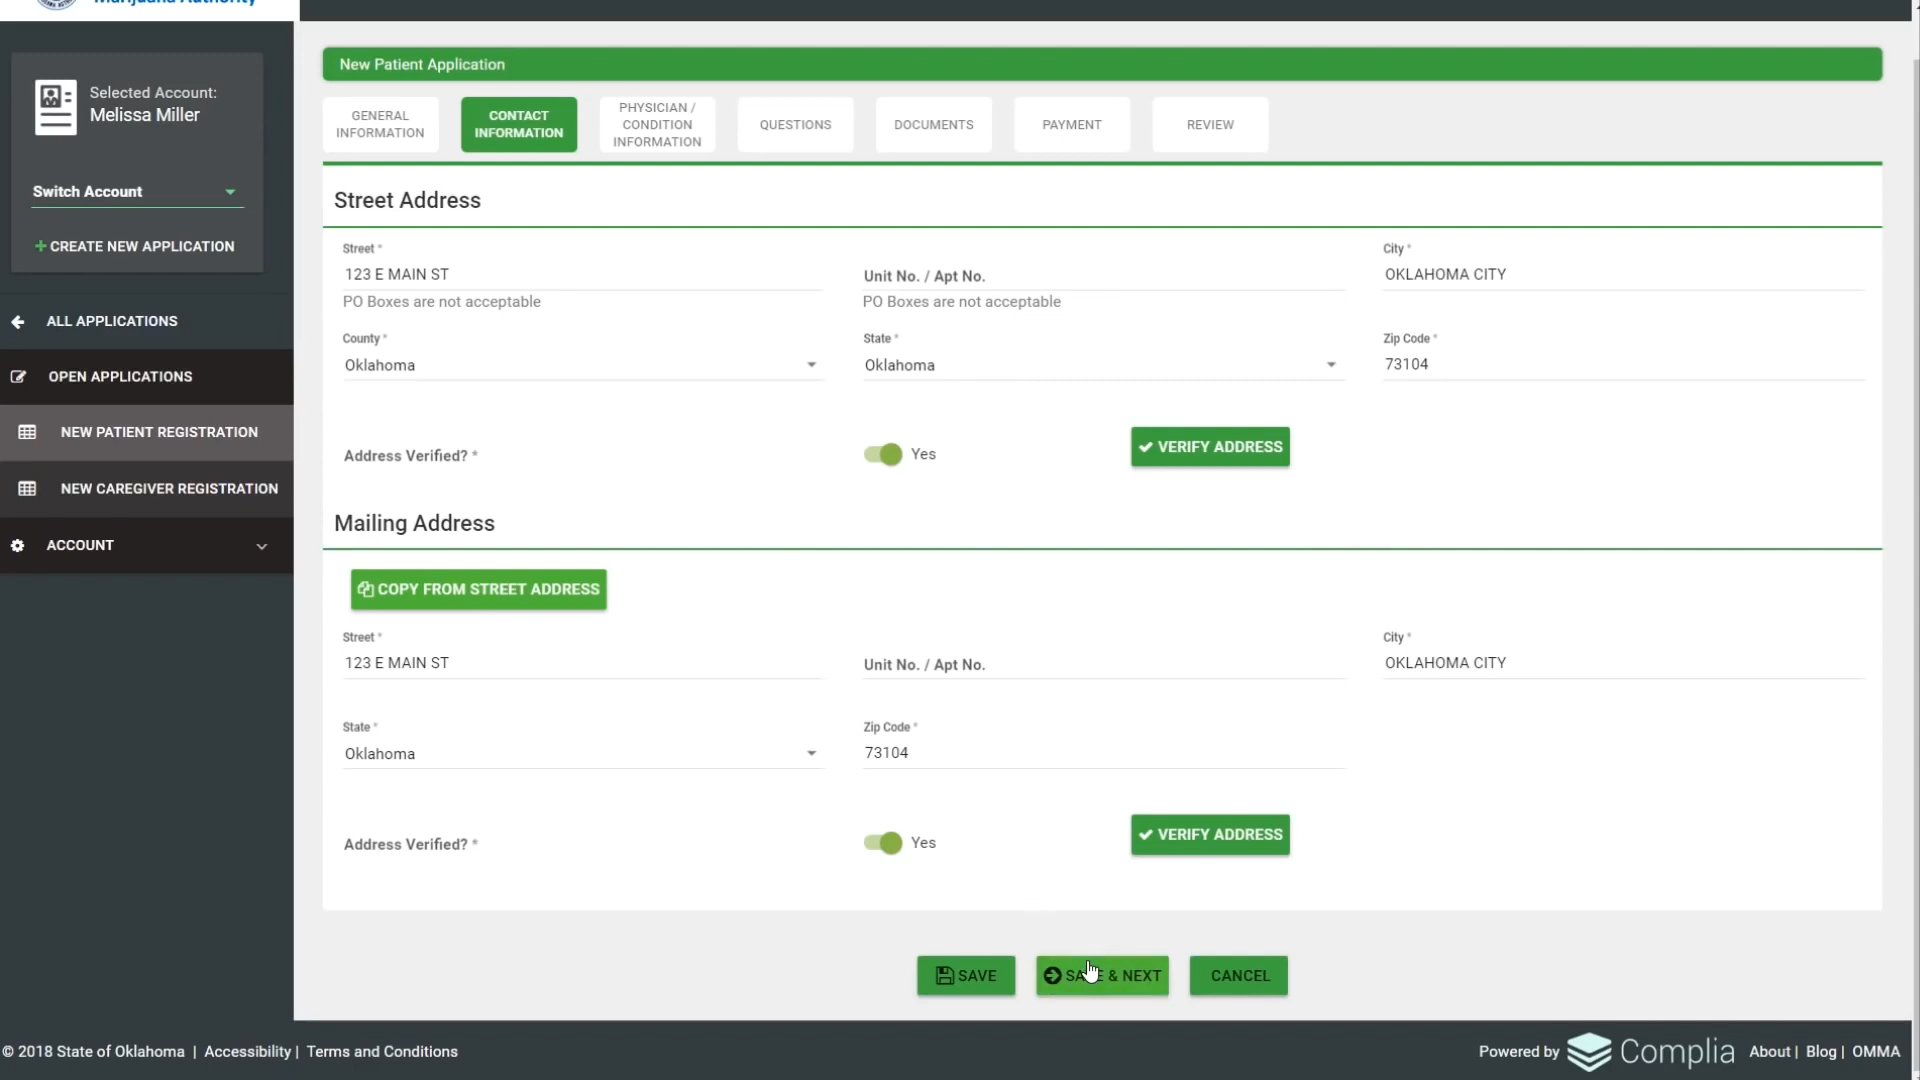 Marijuana Authority
Selected Account:
Melissa Miller
Switch Account
+ CREATE NEW APPLICATION
ALL APPLICATIONS
OPEN APPLICATIONS
NEW PATIENT REGISTRATION
NEW CAREGIVER REGISTRATION
ACCOUNT
New Patient Application
GENERAL
INFORMATION
CONTACT
INFORMATION
PHYSICIAN /
CONDITION
INFORMATION
QUESTIONS
DOCUMENTS
PAYMENT
REVIEW
Street Address
Street *
123 E MAIN ST
PO Boxes are not acceptable
Unit No. / Apt No.
PO Boxes are not acceptable
City *
OKLAHOMA CITY
County *
Oklahoma
State *
Oklahoma
Zip Code *
73104
Address Verified? *
Yes
VERIFY ADDRESS
Mailing Address
COPY FROM STREET ADDRESS
Street *
123 E MAIN ST
Unit No. / Apt No.
City *
OKLAHOMA CITY
State *
Oklahoma
Zip Code *
73104
Address Verified? *
Yes
VERIFY ADDRESS
SAVE
SAVE & NEXT
CANCEL
© 2018 State of Oklahoma | Accessibility | Terms and Conditions
Powered by Complia About | Blog | OMMA